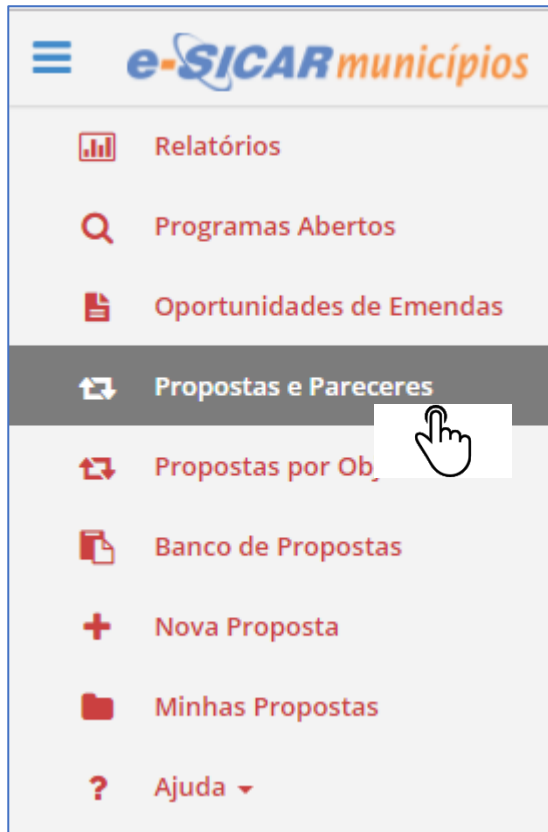 e-SICAR municípios
Relatórios
Programas Abertos
Oportunidades de Emendas
Propostas e Pareceres
Propostas por
Banco de Propostas
Nova Proposta
Minhas Propostas
? Ajuda